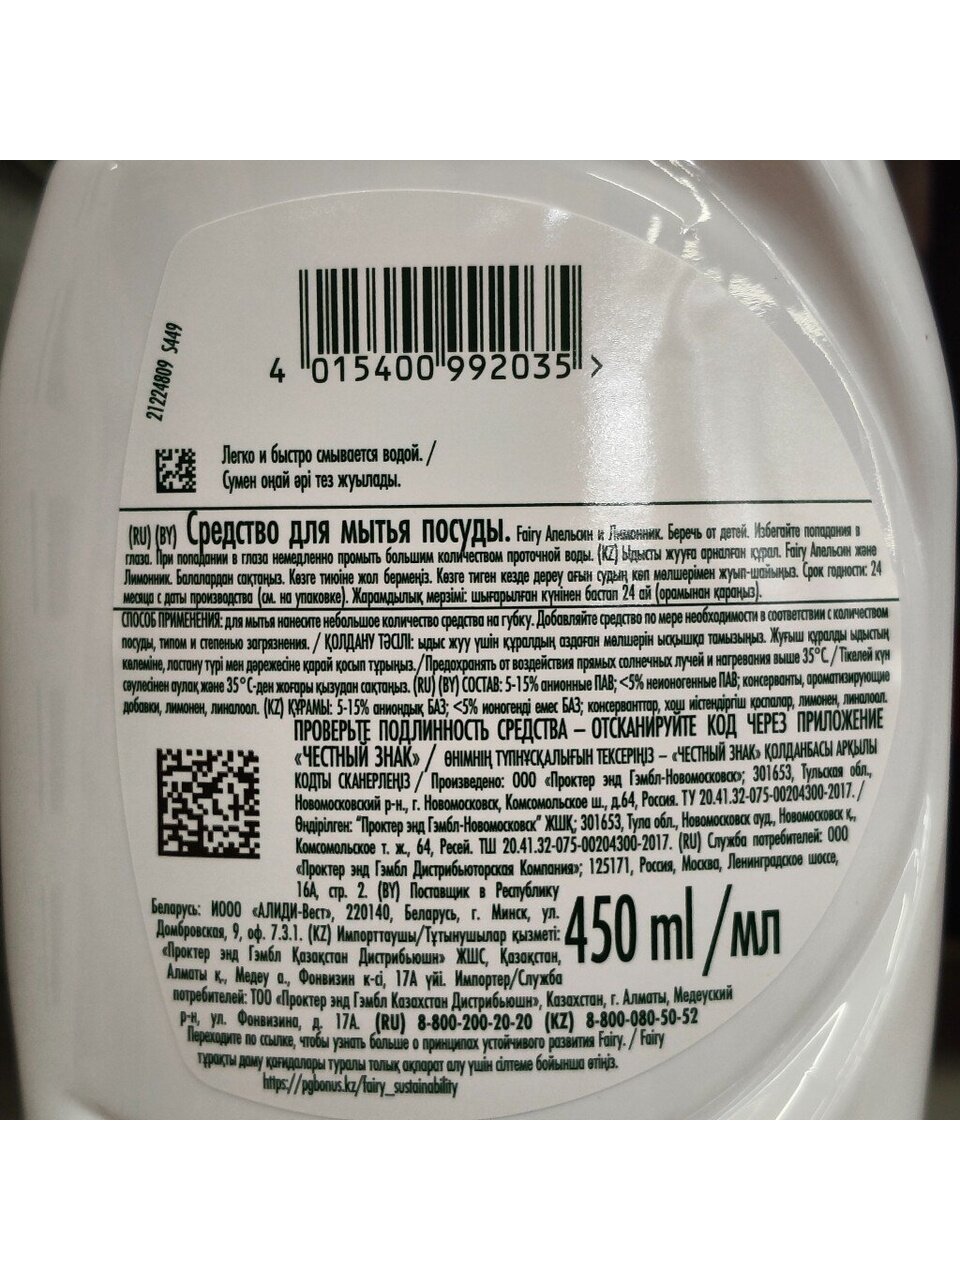 4 015400 992035 >
21224809 S449
Легко и быстро смывается водой. /
Сумен оңай әрі тез жуылады.
(RU) (BY) Средство для мытья посуды. Fairy Апельсин и Лимонник. Беречь от детей. Избегайте попадания в
глаза. При попадании в глаза немедленно промыть большим количеством проточной воды. (KZ) Ыдысты жууға арналған құрал. Fairy Апельсин және
Лимонник. Балалардан сақтаңыз. Көзге тиюіне жол бермеңіз. Көзге тиген кезде дереу ағын судың көп мөлшерімен жуып-шайыңыз. Срок годности: 24
месяца с даты производства (см. на упаковке). Жарамдылық мерзімі: шығарылған күнінен бастап 24 ай (орамынан қараңыз).
СПОСОБ ПРИМЕНЕНИЯ: для мытья нанесите небольшое количество средства на губку. Добавляйте средство по мере необходимости в соответствии с количеством
посуды, типом и степенью загрязнения. / ҚОЛДАНУ ТӘСІЛІ: ыдыс жуу үшін құралдың аздаған мөлшерін ысқышқа тамызыңыз. Жуғыш құралды ыдыстың
көлеміне, ластану түрі мен дәрежесіне қарай қосып тұрыңыз. / Предохранять от воздействия прямых солнечных лучей и нагревания выше 35°C / Тікелей күн
сәулесінен аулақ және 35°C-ден жоғары қызудан сақтаңыз. (RU) (BY) СОСТАВ: 5-15% анионные ПАВ; <5% неионогенные ПАВ; консерванты, ароматизирующие
добавки, лимонен, линалоол. (KZ) ҚҰРАМЫ: 5-15% аниондық БАЗ; <5% ионогенді емес БАЗ; консерванттар, хош иістендіргіш қоспалар, лимонен, линалоол.
ПРОВЕРЬТЕ ПОДЛИННОСТЬ СРЕДСТВА – ОТСКАНИРУЙТЕ КОД ЧЕРЕЗ ПРИЛОЖЕНИЕ
«ЧЕСТНЫЙ ЗНАК» / ӨНІМНІҢ ТҮПНҰСҚАЛЫҒЫН ТЕКСЕРІҢІЗ – «ЧЕСТНЫЙ ЗНАК» ҚОЛДАНБАСЫ АРҚЫЛЫ
КОДТЫ СКАНЕРЛЕҢІЗ / Произведено: ООО «Проктер энд Гэмбл-Новомосковск»; 301653, Тульская обл.,
Новомосковский р-н., г. Новомосковск, Комсомольское ш., д.64, Россия. ТУ 20.41.32-075-00204300-2017. /
Өндірілген: "Проктер энд Гэмбл-Новомосковск" ЖШҚ; 301653, Тула обл., Новомосковск ауд., Новомосковск қ.,
Комсомольское т. ж., 64, Ресей. ТШ 20.41.32-075-00204300-2017. (RU) Служба потребителей: ООО
«Проктер энд Гэмбл Дистрибьюторская Компания»; 125171, Россия, Москва, Ленинградское шоссе,
16А, стр. 2. (BY) Поставщик в Республику
Беларусь: ИООО «АЛИДИ-Вест», 220140, Беларусь, г. Минск, ул.
Домбровская, 9, оф. 7.3.1. (KZ) Импорттаушы/Тұтынушылар қызметі:
«Проктер энд Гэмбл Қазақстан Дистрибьюшн» ЖШС, Қазақстан,
Алматы қ., Медеу а., Фонвизин к-сі, 17А үйі. Импортер/Служба
потребителей: ТОО «Проктер энд Гэмбл Казахстан Дистрибьюшн», Казахстан, г. Алматы, Медеуский
р-н, ул. Фонвизина, д. 17А. (RU) 8-800-200-20-20 (KZ) 8-800-080-50-52
450 ml / мл
Переходите по ссылке, чтобы узнать больше о принципах устойчивого развития Fairy. / Fairy
тұрақты даму қағидалары туралы толық ақпарат алу үшін сілтеме бойынша өтіңіз.
https://pgbonus.kz/fairy_sustainability